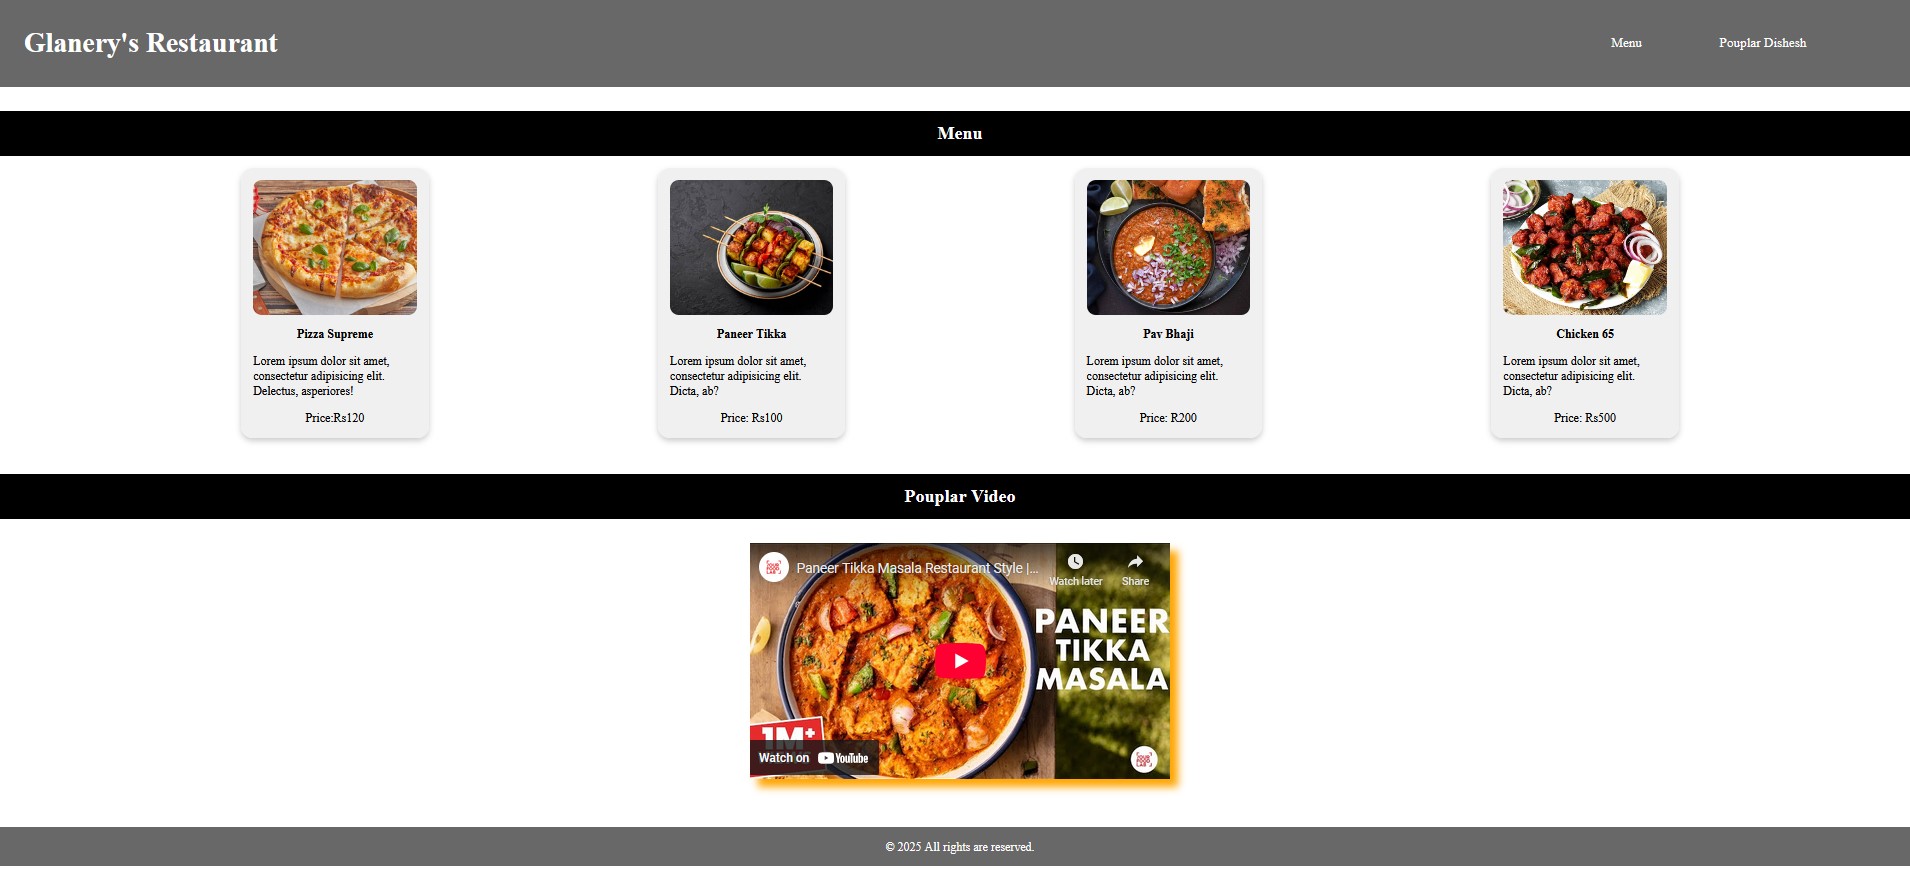 Glanery's Restaurant
Menu
Pouplar Dishesh
Menu
Pizza Supreme
Lorem ipsum dolor sit amet,
consectetur adipisicing elit.
Delectus, asperiores!
Price:Rs120
Paneer Tikka
Lorem ipsum dolor sit amet,
consectetur adipisicing elit.
Dicta, ab?
Price: Rs100
Pav Bhaji
Lorem ipsum dolor sit amet,
consectetur adipisicing elit.
Dicta, ab?
Price: R200
Chicken 65
Lorem ipsum dolor sit amet,
consectetur adipisicing elit.
Dicta, ab?
Price: Rs500
Pouplar Video
Paneer Tikka Masala Restaurant Style |...
Watch later
Share
PANEER
TIKKA
MASALA
1M+
Watch on YouTube
© 2025 All rights are reserved.